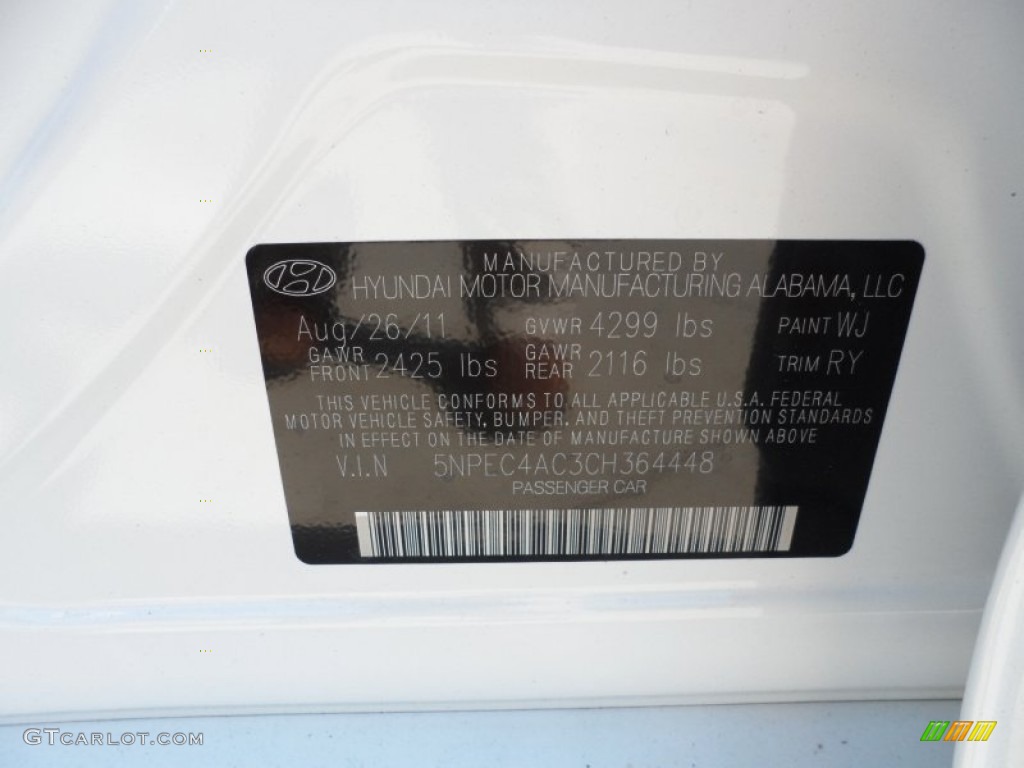 MANUFACTURED BY
HYUNDAI MOTOR MANUFACTURING ALABAMA, LLC
Aug/26/11 GVWR 4299 lbs PAINT WJ
GAWR FRONT 2425 lbs GAWR REAR 2116 lbs TRIM RY
THIS VEHICLE CONFORMS TO ALL APPLICABLE U.S.A. FEDERAL
MOTOR VEHICLE SAFETY, BUMPER, AND THEFT PREVENTION STANDARDS
IN EFFECT ON THE DATE OF MANUFACTURE SHOWN ABOVE
V.I.N 5NPEC4AC3CH364448
PASSENGER CAR
GTCARLOT.COM